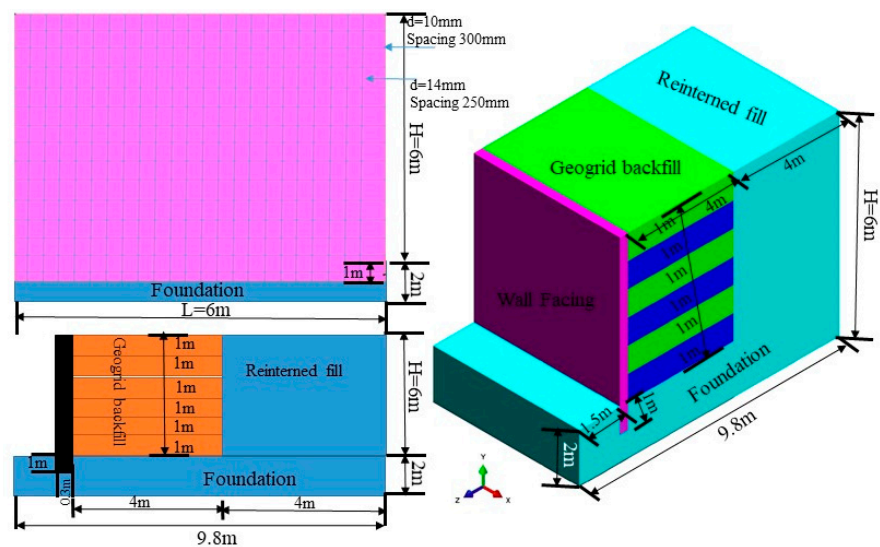 d=10mm
Spacing 300mm
d=14mm
Spacing 250mm
H=6m
1m
2m
Foundation
L=6m
Geogrid backfill
1m
1m
1m
1m
1m
1m
Reinterned fill
H=6m
1m
0.3m
Foundation
2m
4m
4m
9.8m
Reinterned fill
Geogrid backfill
4m
4m
1m
1m
1m
1m
1m
1m
H=6m
Wall Facing
Foundation
1.5m
1m
2m
9.8m
Y
Z
X